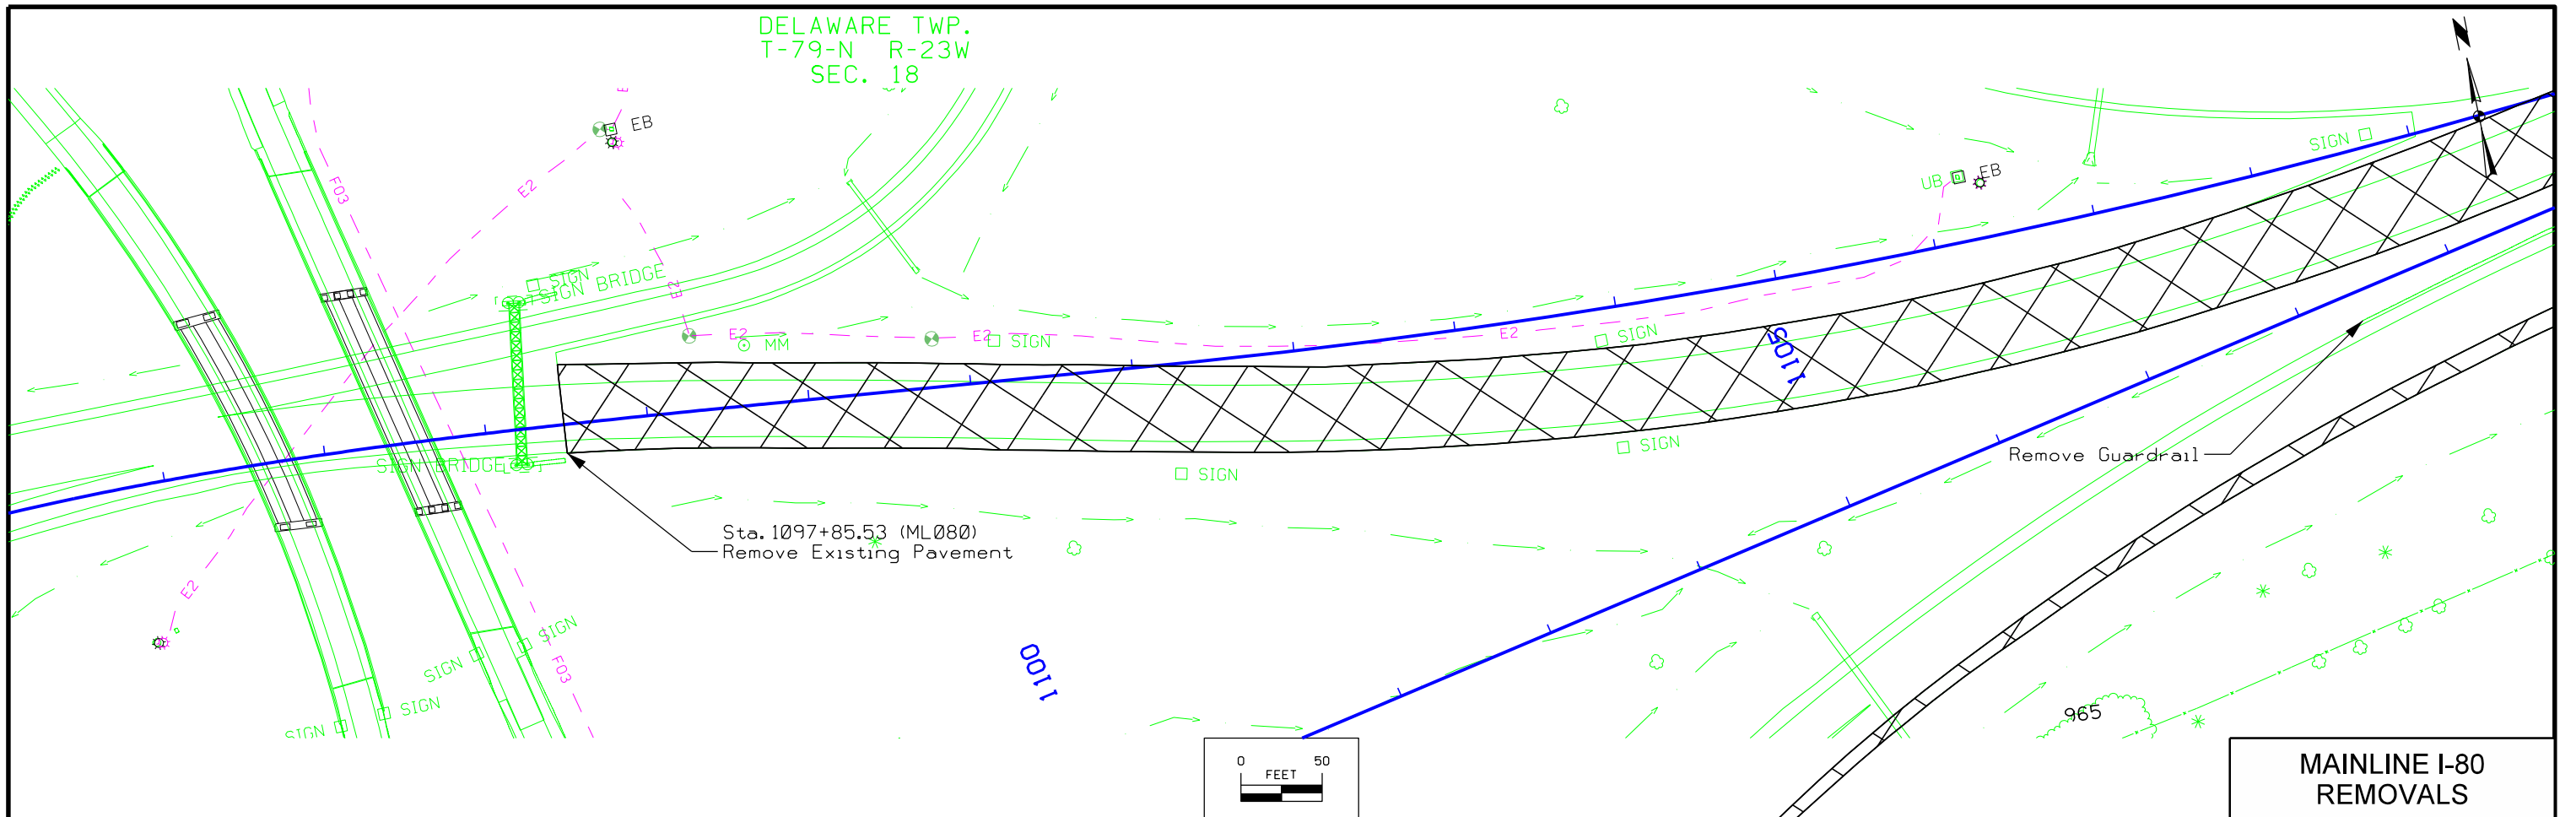 DELAWARE TWP.
T-79-N R-23W
SEC. 18
EB
E2
F03
E2
SIGN
SIGN BRIDGE
E2
MM
E2
SIGN
E2
SIGN
UB
EB
SIGN
E2
1105
SIGN BRIDGE
SIGN
SIGN
Remove Guardrail
Sta. 1097+85.53 (ML080)
Remove Existing Pavement
E2
SIGN
SIGN
F03
SIGN
SIGN
1100
965
0 50
FEET
MAINLINE I-80
REMOVALS